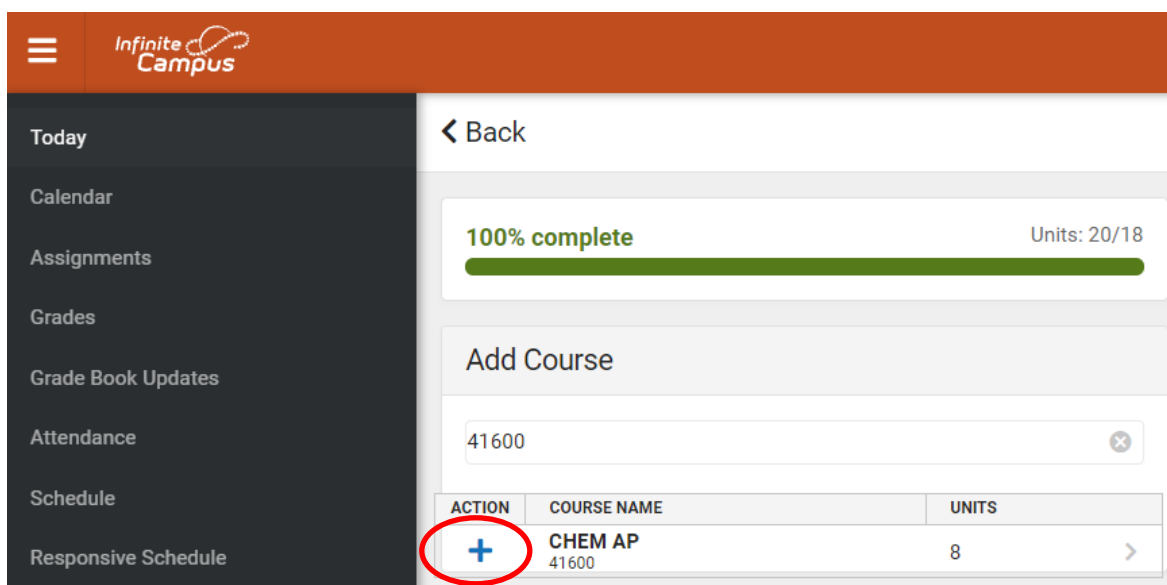 Infinite
Campus
Today
Calendar
Assignments
Grades
Grade Book Updates
Attendance
Schedule
Responsive Schedule
Back
100% complete
Units: 20/18
Add Course
41600
ACTION COURSE NAME UNITS
CHEM AP
41600
8